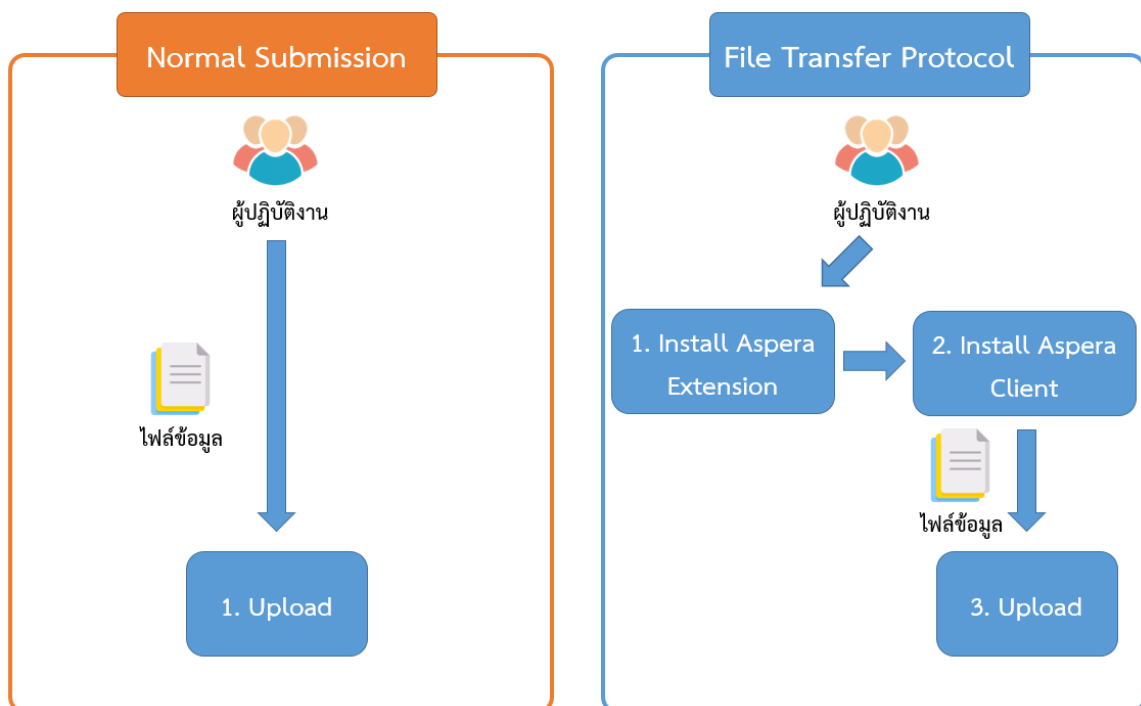 Normal Submission
ผู้ปฏิบัติงาน
ไฟล์ข้อมูล
1. Upload
File Transfer Protocol
ผู้ปฏิบัติงาน
1. Install Aspera
Extension
2. Install Aspera
Client
ไฟล์ข้อมูล
3. Upload